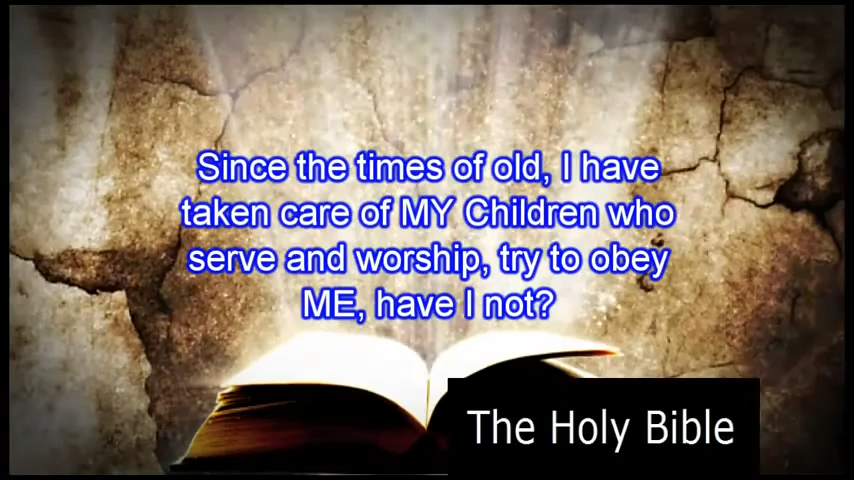 Since the times of old, I have
taken care of MY Children who
serve and worship, try to obey
ME, have I not?
The Holy Bible